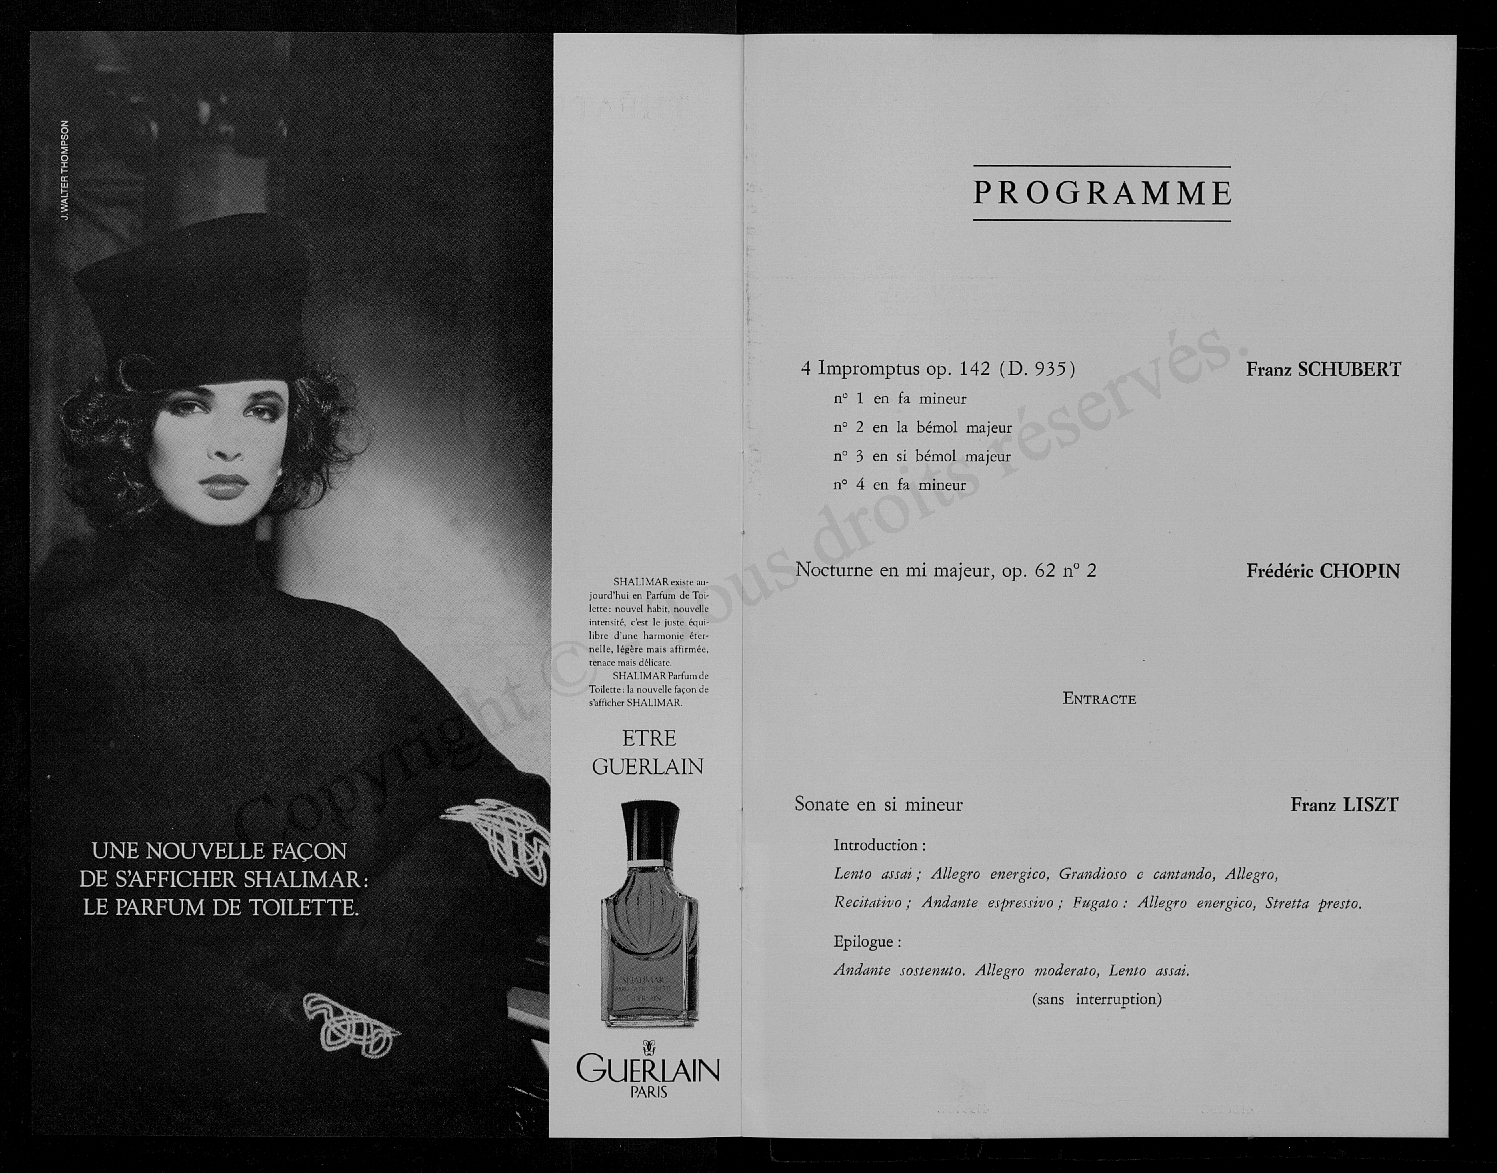 J. WALTER THOMPSON
UNE NOUVELLE FAÇON
DE S'AFFICHER SHALIMAR:
LE PARFUM DE TOILETTE.
SHALIMAR existe au-
jourd'hui en Parfum de Toi-
lette: nouvel habit, nouvelle
intensité, c'est le juste équi-
libre d'une harmonie éter-
nelle, légère mais affirmée,
tenace mais délicate.
SHALIMAR Parfum de
Toilette: la nouvelle façon de
s'afficher SHALIMAR.
ETRE
GUERLAIN
SHALIMAR
GUERLAIN
PARIS
PROGRAMME
4 Impromptus op. 142 (D. 935) Franz SCHUBERT
n° 1 en fa mineur
n° 2 en la bémol majeur
n° 3 en si bémol majeur
n° 4 en fa mineur
Nocturne en mi majeur, op. 62 n° 2 Frédéric CHOPIN
ENTRACTE
Sonate en si mineur Franz LISZT
Introduction :
Lento assai ; Allegro energico, Grandioso e cantando, Allegro,
Recitativo ; Andante espressivo ; Fugato : Allegro energico, Stretta presto.
Epilogue :
Andante sostenuto. Allegro moderato, Lento assai.
(sans interruption)
Copyright © Tous droits réservés.